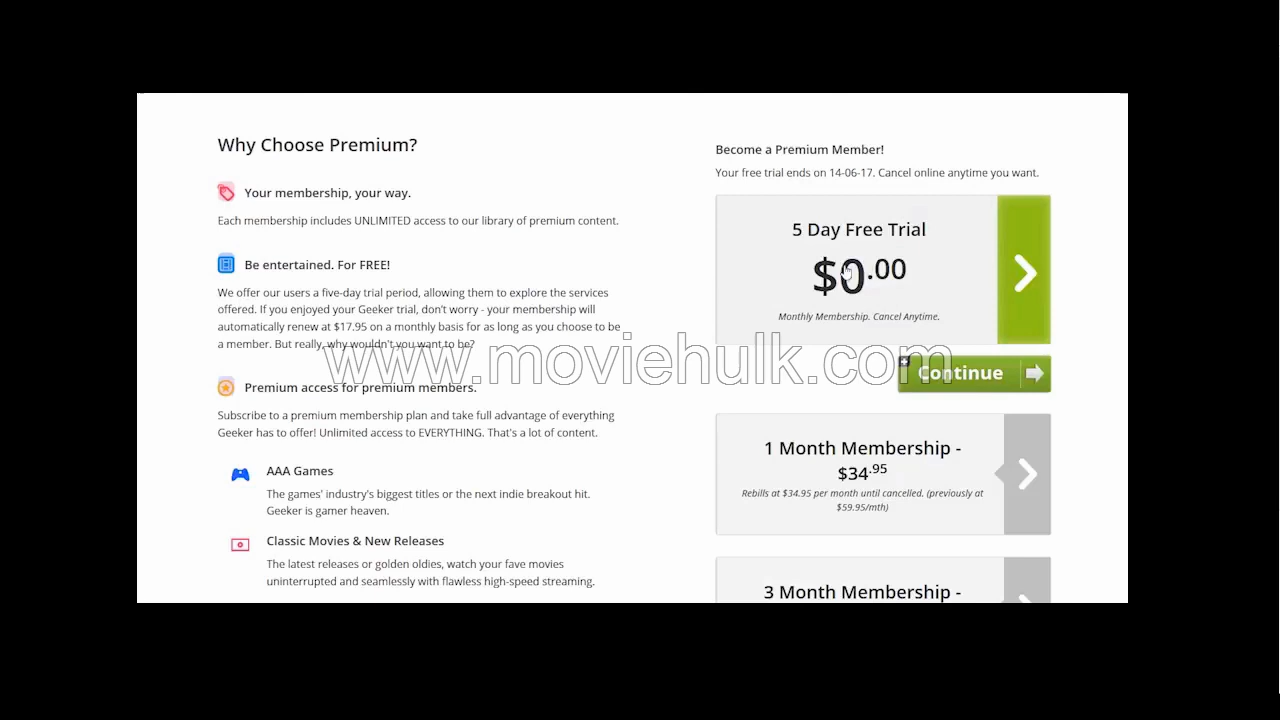 Why Choose Premium?
Your membership, your way.
Each membership includes UNLIMITED access to our library of premium content.
Be entertained. For FREE!
We offer our users a five-day trial period, allowing them to explore the services
offered. If you enjoyed your Geeker trial, don't worry - your membership will
automatically renew at $17.95 on a monthly basis for as long as you choose to be
a member. But really, why wouldn't you want to be?
Premium access for premium members.
Subscribe to a premium membership plan and take full advantage of everything
Geeker has to offer! Unlimited access to EVERYTHING. That's a lot of content.
AAA Games
The games' industry's biggest titles or the next indie breakout hit.
Geeker is gamer heaven.
Classic Movies & New Releases
The latest releases or golden oldies, watch your fave movies
uninterrupted and seamlessly with flawless high-speed streaming.
Become a Premium Member!
Your free trial ends on 14-06-17. Cancel online anytime you want.
5 Day Free Trial
$0.00
Monthly Membership. Cancel Anytime.
www.moviehulk.com
Continue
1 Month Membership -
$34.95
Rebills at $34.95 per month until cancelled. (previously at
$59.95/mth)
3 Month Membership -